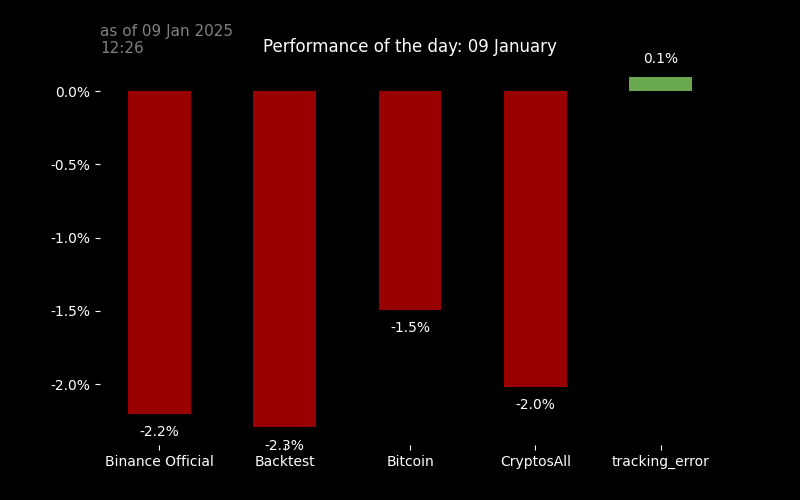 as of 09 Jan 2025
12:26
Performance of the day: 09 January
0.1%
0.0%
-0.5%
-1.0%
-1.5%
-2.0%
-1.5%
-2.0%
-2.2%
-2.3%
Binance Official
Backtest
Bitcoin
CryptosAll
tracking_error